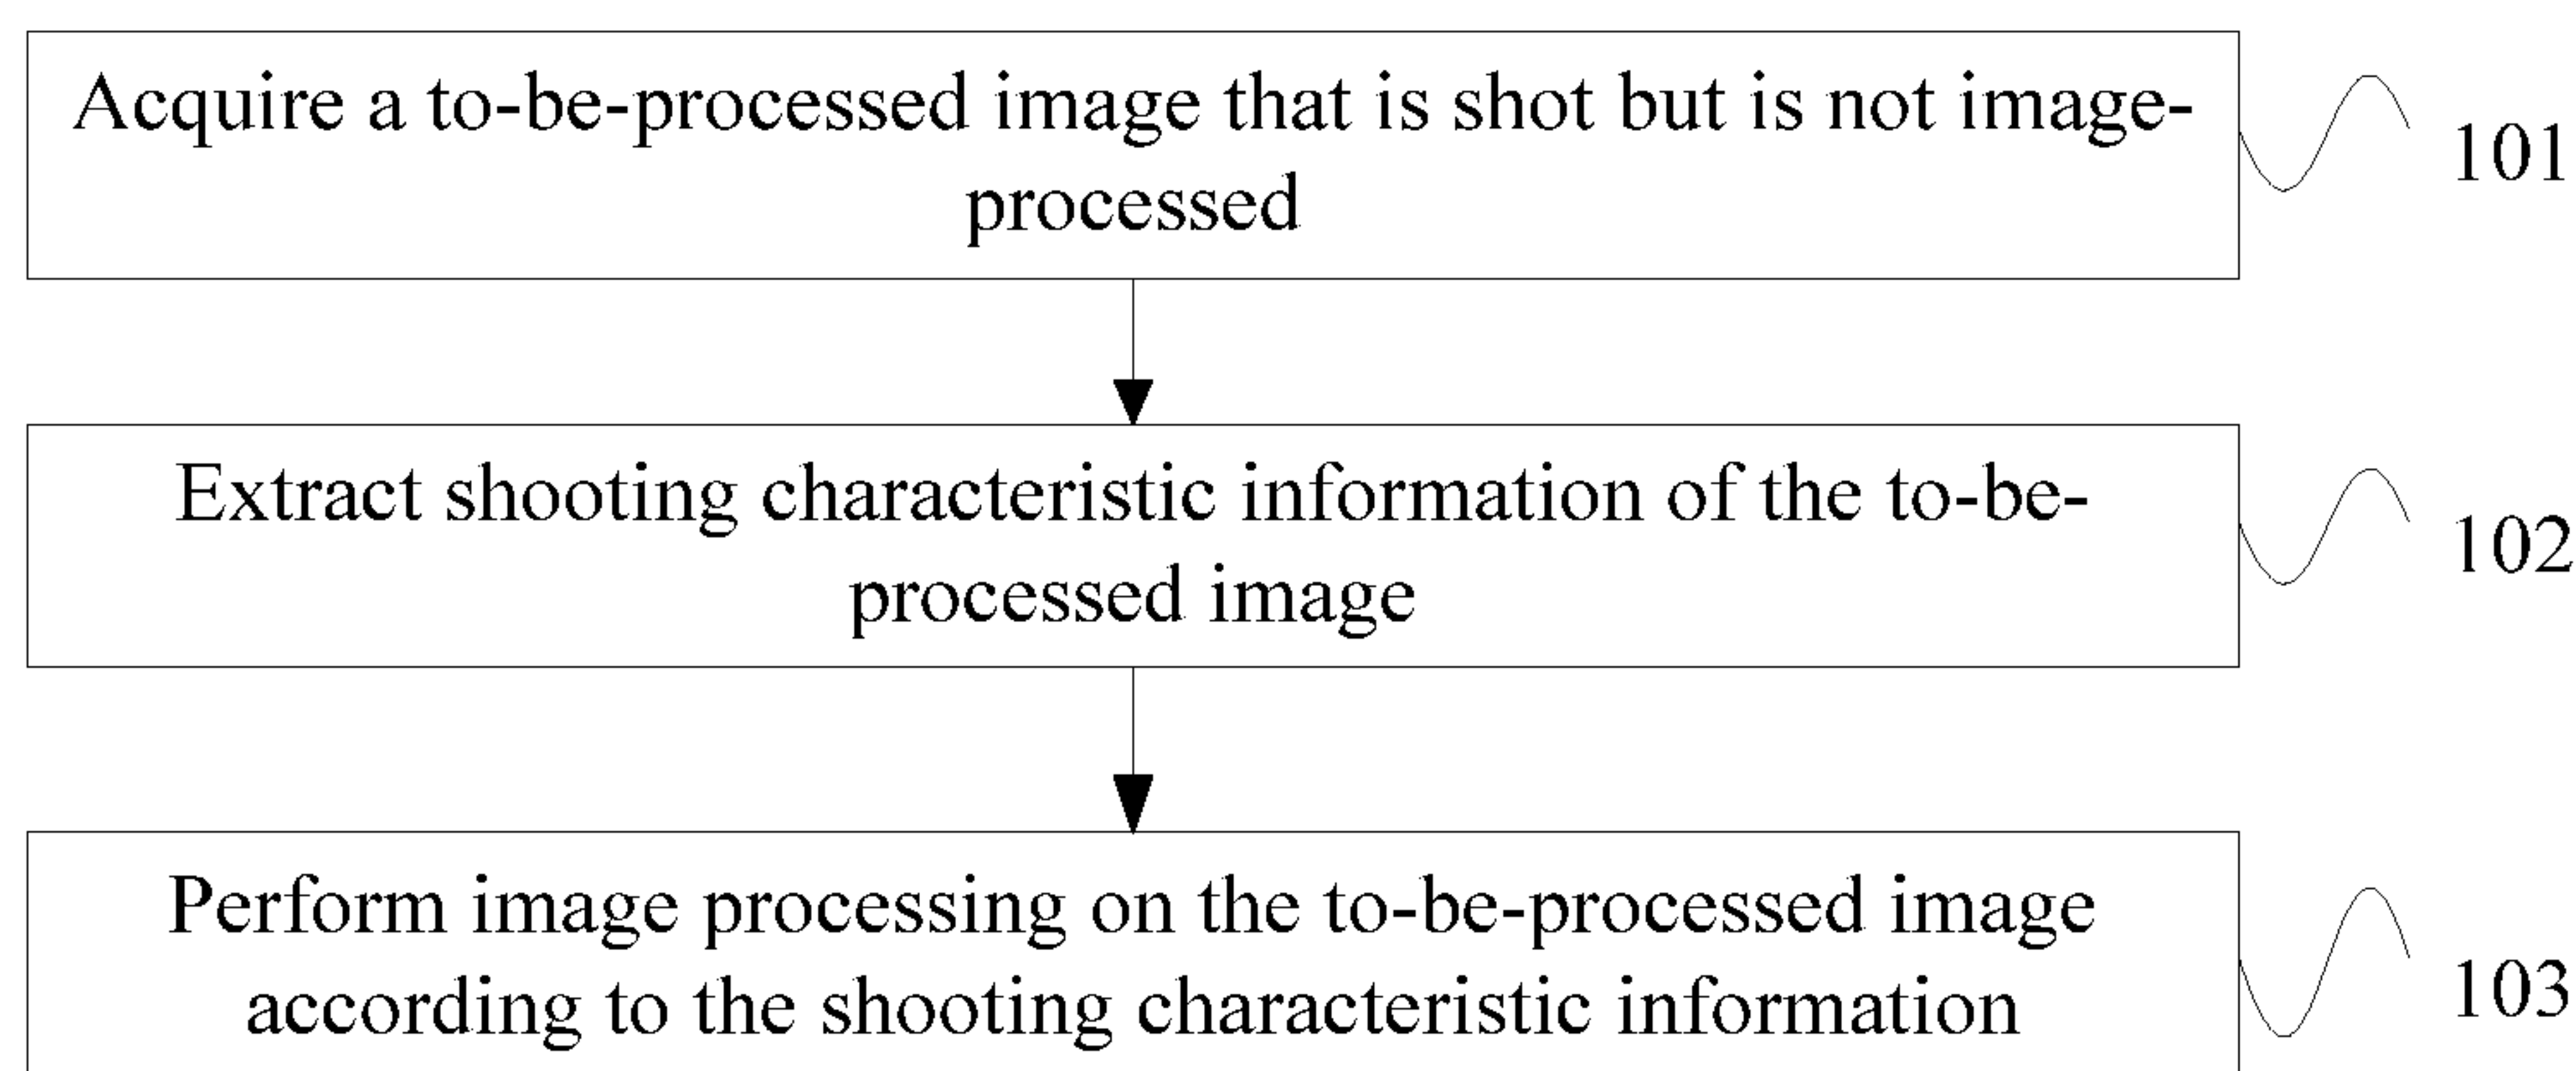 Acquire a to-be-processed image that is shot but is not image-
processed
101
Extract shooting characteristic information of the to-be-
processed image
102
Perform image processing on the to-be-processed image
according to the shooting characteristic information
103